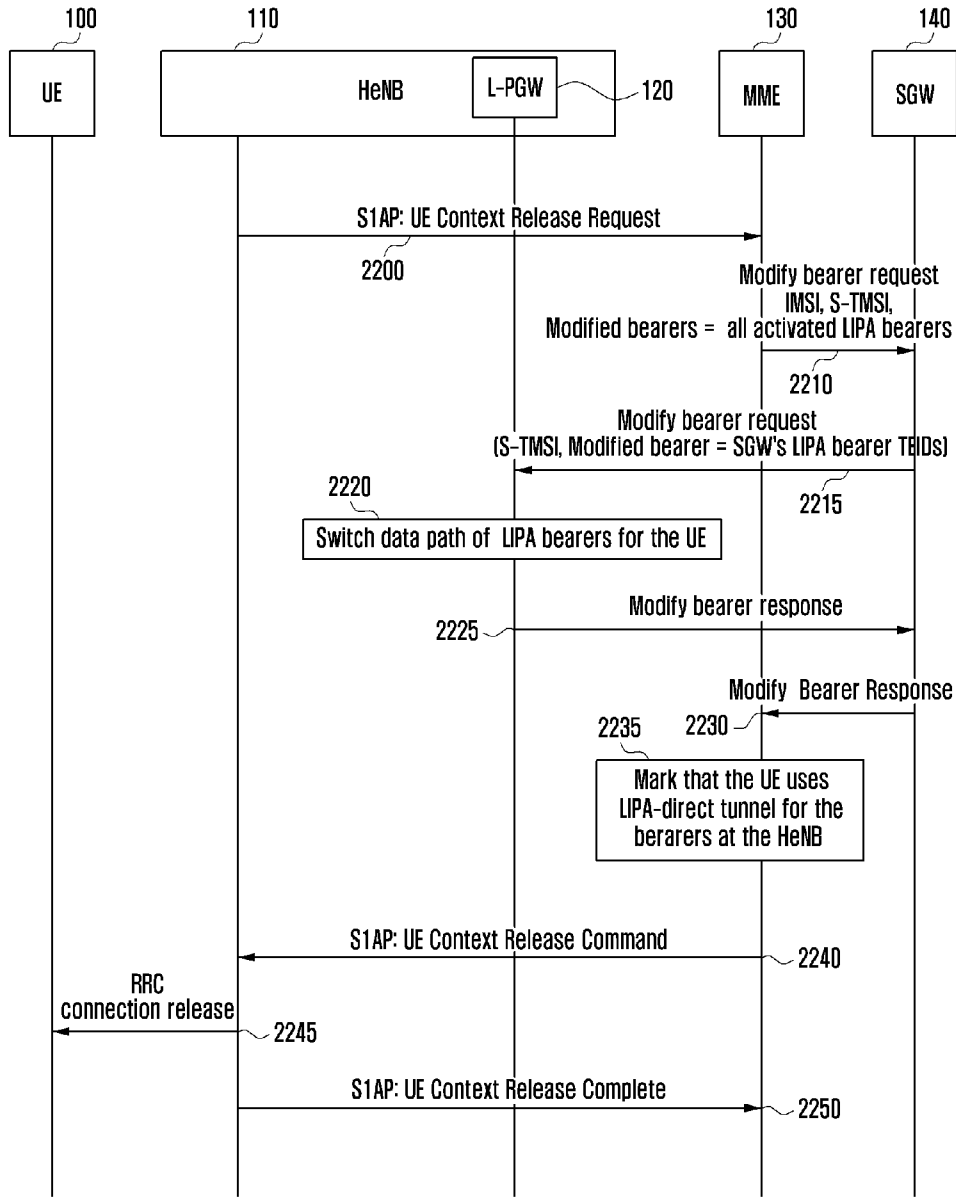 100
110
130
140
UE
HeNB
L-PGW
120
MME
SGW
S1AP: UE Context Release Request
2200
Modify bearer request
IMSI, S-TMSI,
Modified bearers = all activated LIPA bearers
2210
Modify bearer request
(S-TMSI, Modified bearer = SGW's LIPA bearer TEIDs)
2215
2220
Switch data path of LIPA bearers for the UE
Modify bearer response
2225
Modify Bearer Response
2230
2235
Mark that the UE uses
LIPA-direct tunnel for the
berarers at the HeNB
S1AP: UE Context Release Command
2240
RRC
connection release
2245
S1AP: UE Context Release Complete
2250